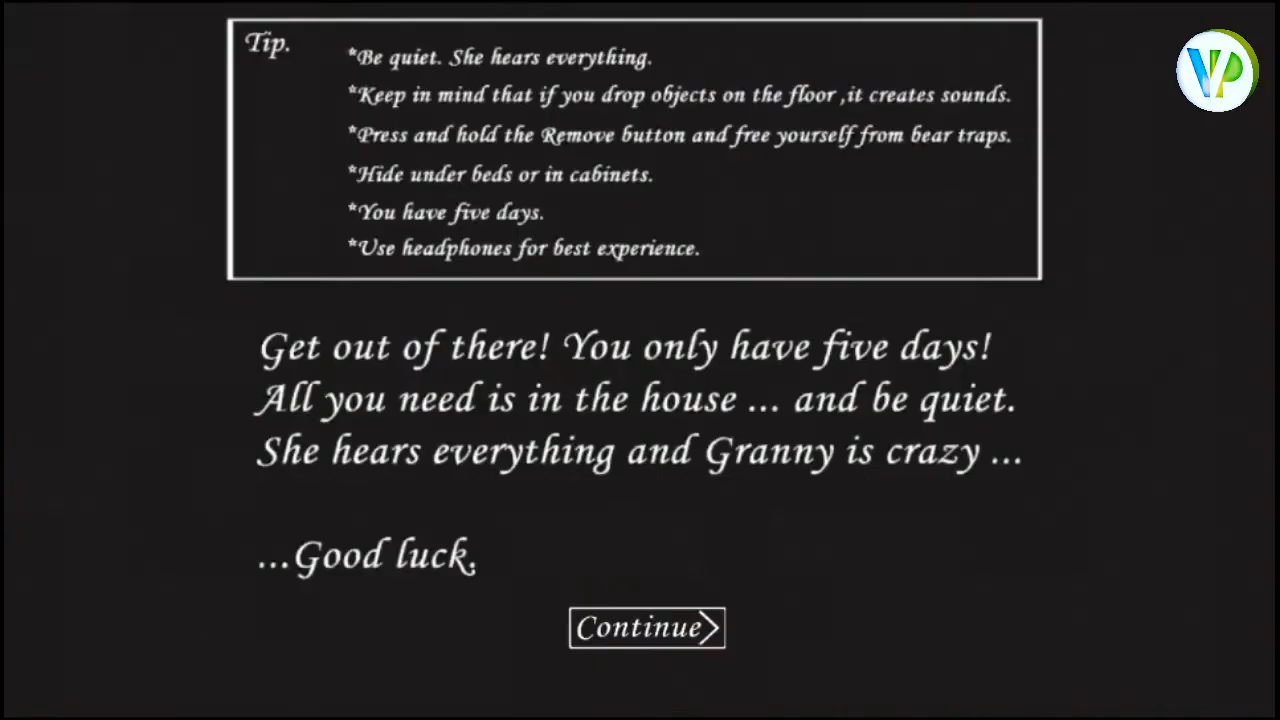 Tip.
*Be quiet. She hears everything.
*Keep in mind that if you drop objects on the floor ,it creates sounds.
*Press and hold the Remove button and free yourself from bear traps.
*Hide under beds or in cabinets.
*You have five days.
*Use headphones for best experience.
VP
Get out of there! You only have five days!
All you need is in the house ... and be quiet.
She hears everything and Granny is crazy ...
...Good luck.
Continue>